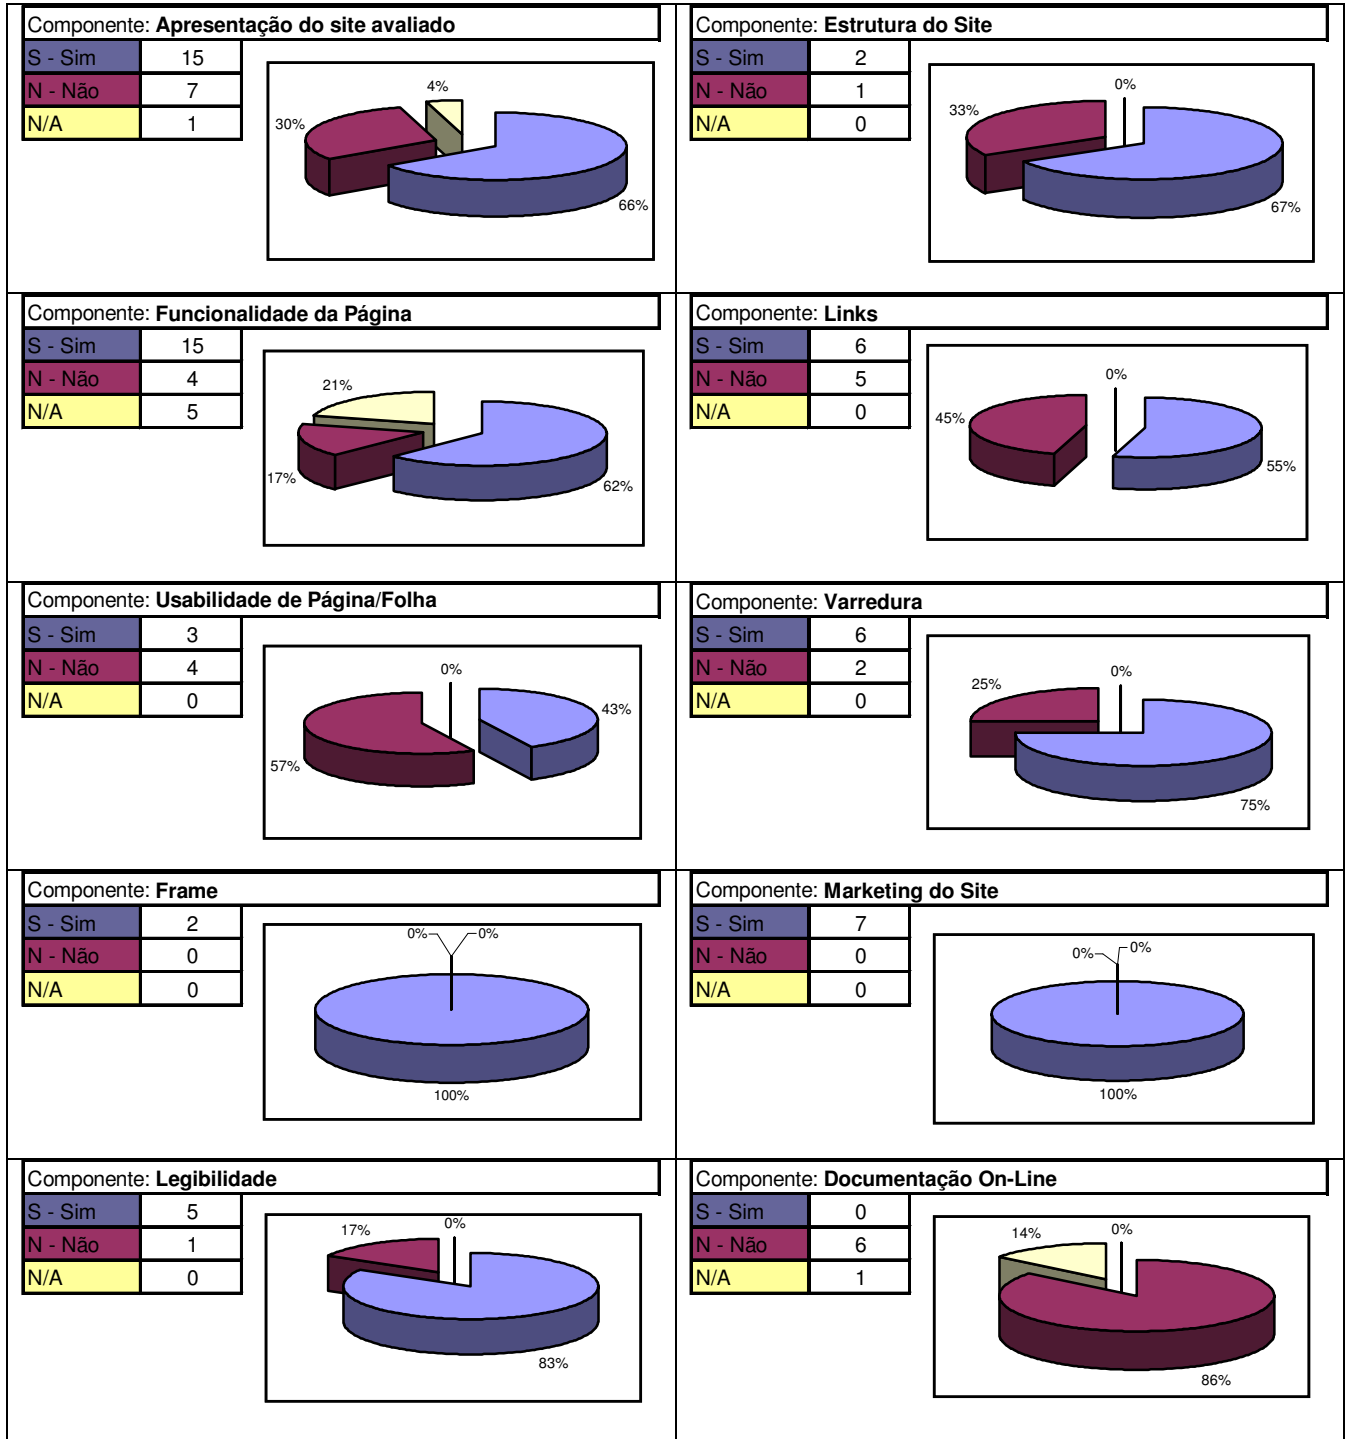 Componente: Apresentação do site avaliado
S - Sim 15
N - Não 7
N/A 1
4%
30%
66%
Componente: Estrutura do Site
S - Sim 2
N - Não 1
N/A 0
0%
33%
67%
Componente: Funcionalidade da Página
S - Sim 15
N - Não 4
N/A 5
21%
17%
62%
Componente: Links
S - Sim 6
N - Não 5
N/A 0
0%
45%
55%
Componente: Usabilidade de Página/Folha
S - Sim 3
N - Não 4
N/A 0
0%
43%
57%
Componente: Varredura
S - Sim 6
N - Não 2
N/A 0
0%
25%
75%
Componente: Frame
S - Sim 2
N - Não 0
N/A 0
0% 0%
100%
Componente: Marketing do Site
S - Sim 7
N - Não 0
N/A 0
0% 0%
100%
Componente: Legibilidade
S - Sim 5
N - Não 1
N/A 0
17% 0%
83%
Componente: Documentação On-Line
S - Sim 0
N - Não 6
N/A 1
14% 0%
86%